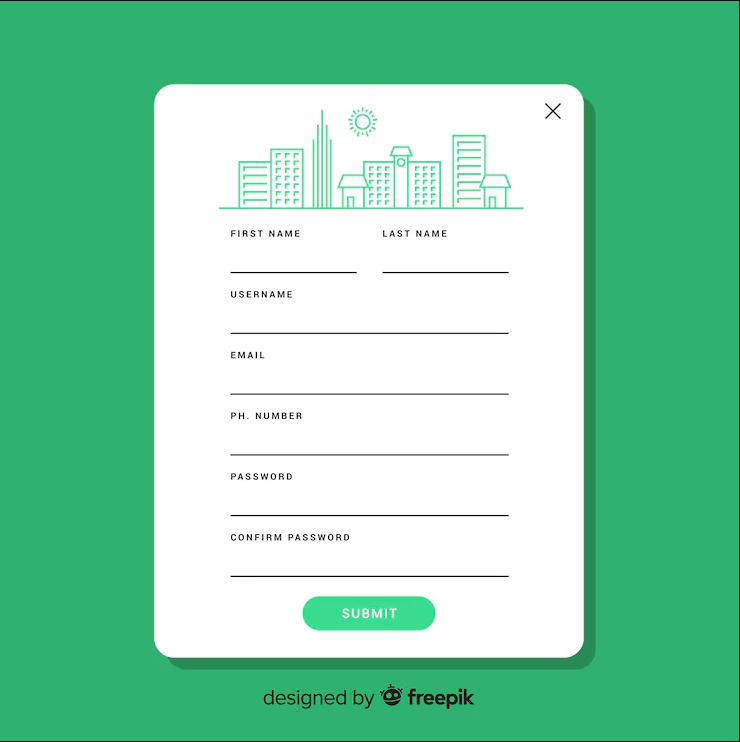 FIRST NAME LAST NAME
USERNAME
EMAIL
PH. NUMBER
PASSWORD
CONFIRM PASSWORD
SUBMIT
designed by freepik